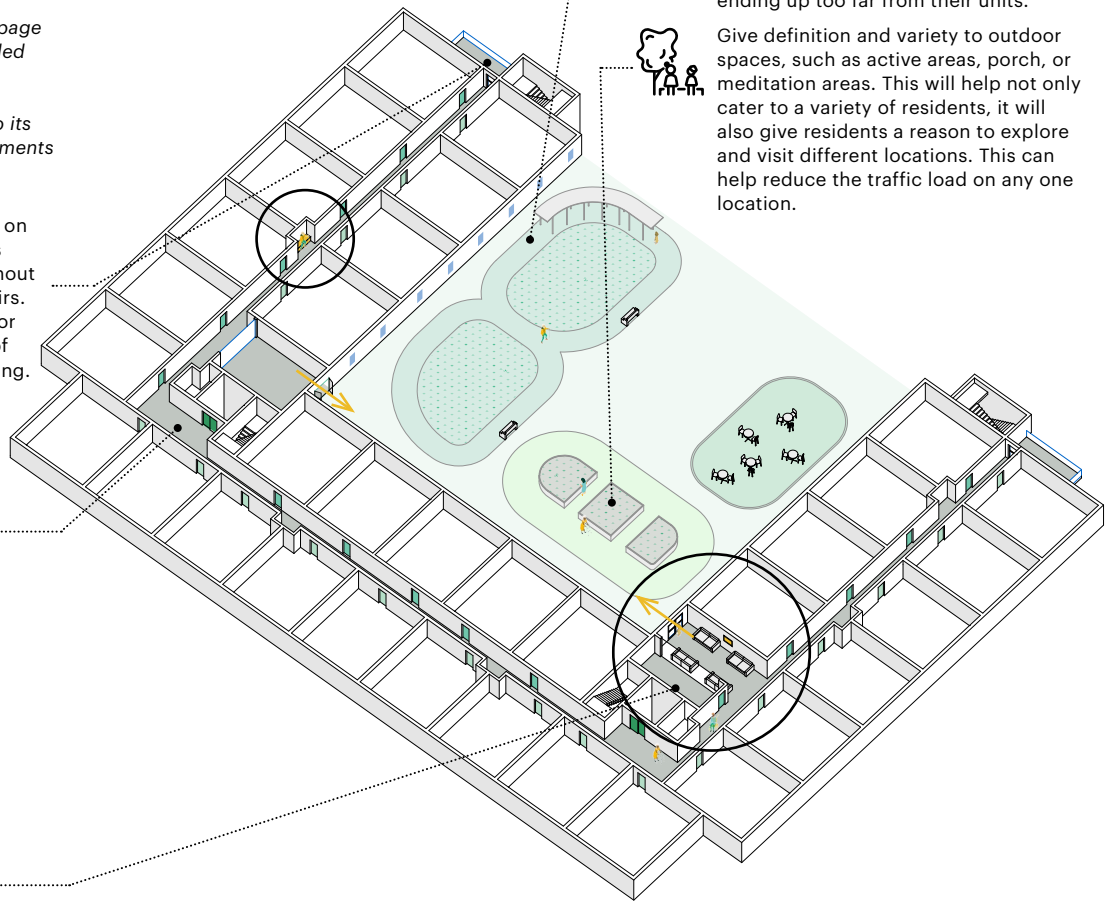 page
led
o its
ments
on
s
hout
irs.
or
of
ng.
ending up too far from their units.
Give definition and variety to outdoor
spaces, such as active areas, porch, or
meditation areas. This will help not only
cater to a variety of residents, it will
also give residents a reason to explore
and visit different locations. This can
help reduce the traffic load on any one
location.